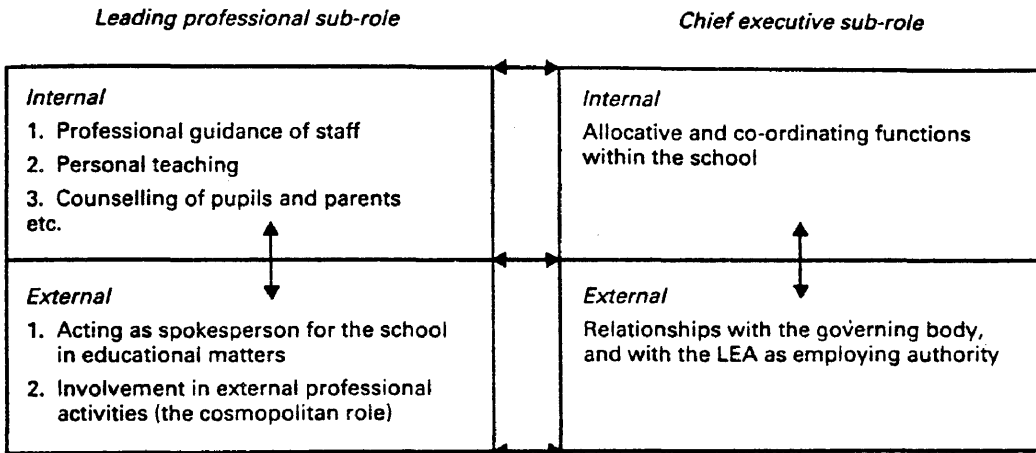 Leading professional sub-role
Chief executive sub-role
Internal
1. Professional guidance of staff
2. Personal teaching
3. Counselling of pupils and parents
etc.
Internal
Allocative and co-ordinating functions
within the school
External
1. Acting as spokesperson for the school
in educational matters
2. Involvement in external professional
activities (the cosmopolitan role)
External
Relationships with the governing body,
and with the LEA as employing authority